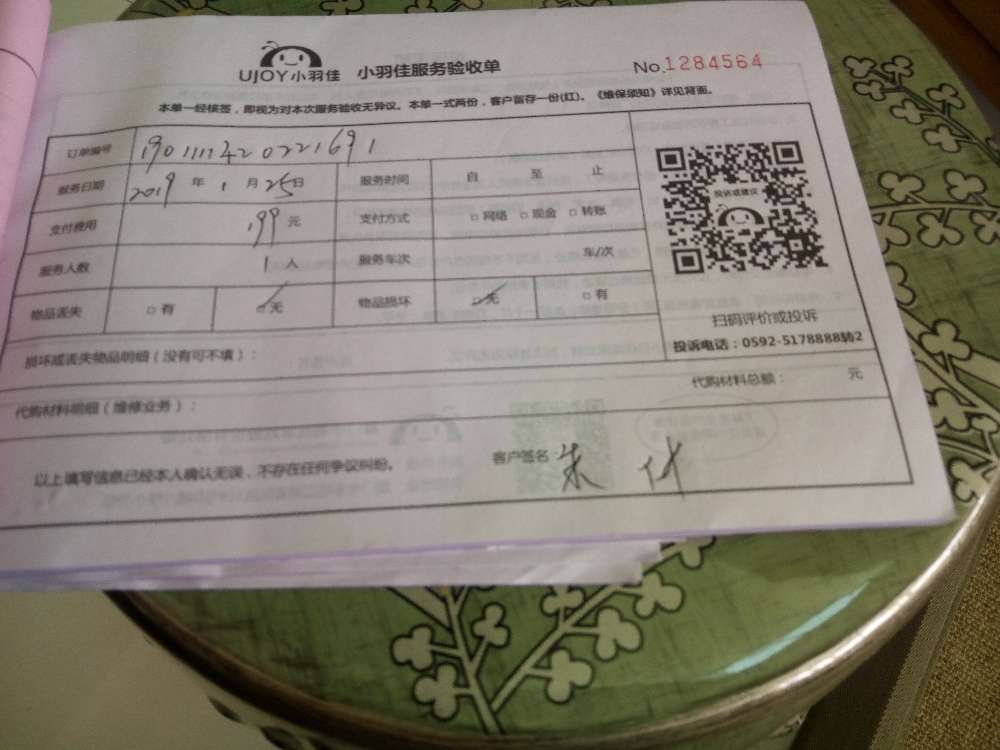 UJOY小羽佳 小羽佳服务验收单 No.1284564
本单一经核签,即视为对本次服务验收无异议。本单一式两份,客户留存一份(红)。《维保须知》详见背面。
订单编号 1901111420221691
服务日期 2019 年 1 月 25 日 服务时间 自 至 止
支付费用 199 元 支付方式 □网络 □现金 □转账
服务人数 1 人 服务车次 车/次
物品丢失 □有 □无 物品损坏 □无 □有
投诉或建议
扫码评价或投诉
投诉电话:0592-5178888转2
损坏或丢失物品明细(没有可不填):
代购材料明细(维修业务): 代购材料总额: 元
以上填写信息已经本人确认无误,不存在任何争议纠纷。 客户签名 朱